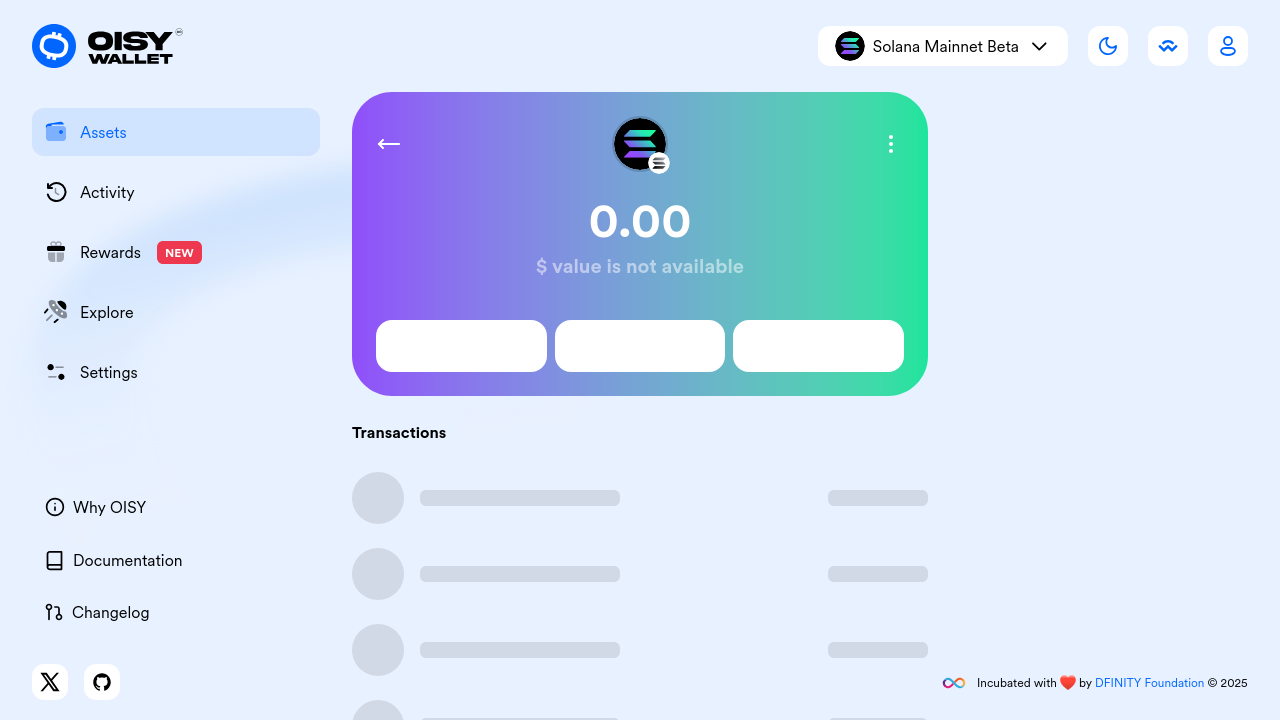 OISY
WALLET
Solana Mainnet Beta
Assets
Activity
Rewards NEW
Explore
Settings
Why OISY
Documentation
Changelog
0.00
$ value is not available
Transactions
Incubated with ❤️ by DFINITY Foundation © 2025